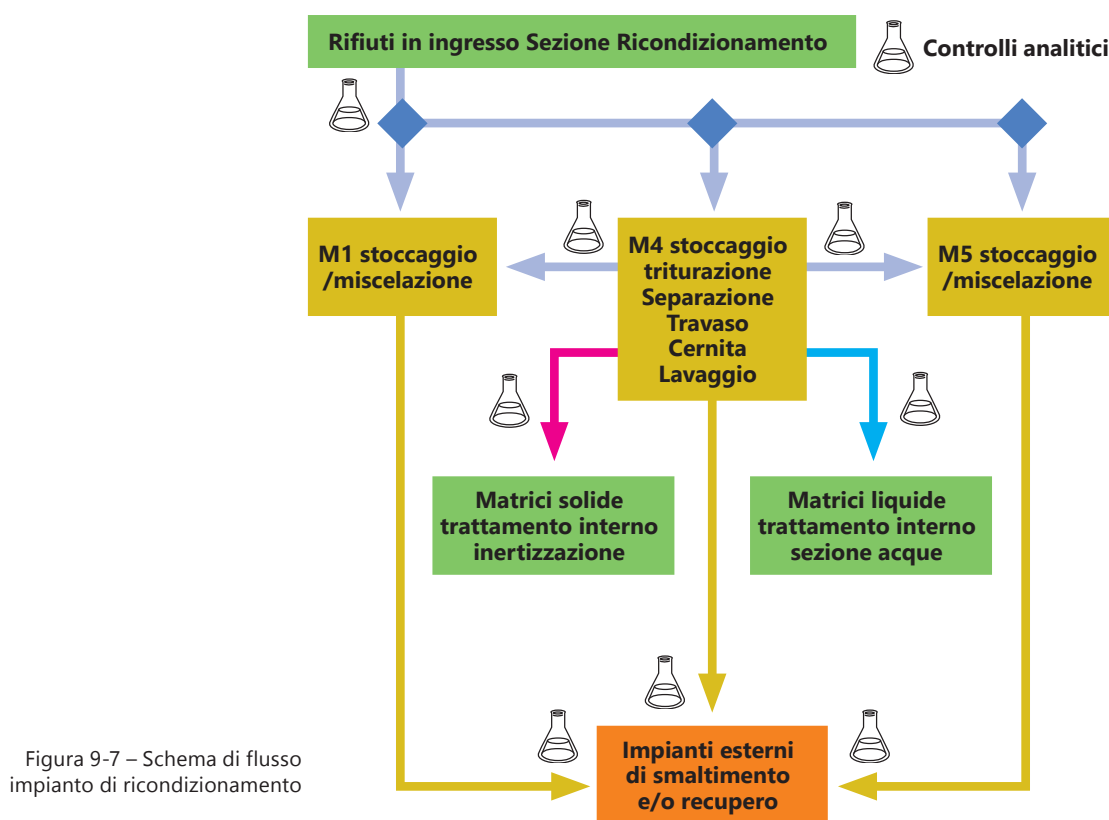 Rifiuti in ingresso Sezione Ricondizionamento
Controlli analitici
M1 stoccaggio
/miscelazione
M4 stoccaggio
triturazione
Separazione
Travaso
Cernita
Lavaggio
M5 stoccaggio
/miscelazione
Matrici solide
trattamento interno
inertizzazione
Matrici liquide
trattamento interno
sezione acque
Impianti esterni
di smaltimento
e/o recupero
Figura 9-7 – Schema di flusso
impianto di ricondizionamento